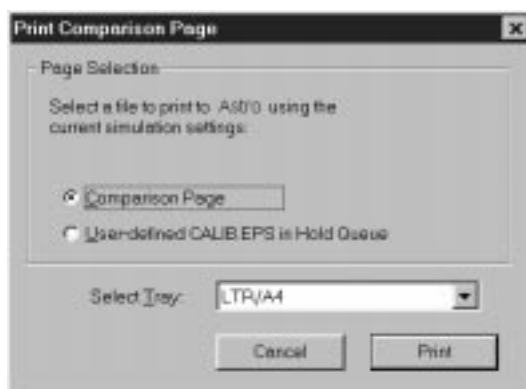 Print Comparison Page
Page Selection
Select a file to print to Astro using the
current simulation settings:
Comparison Page
User-defined CALIB.EPS in Hold Queue
Select Tray:
LTR/A4
Cancel
Print